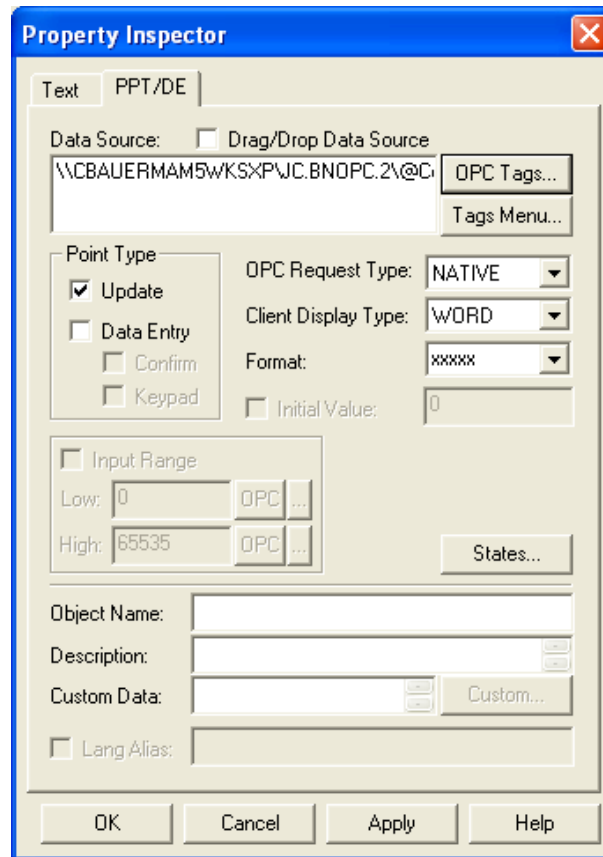 Property Inspector
Text PPT/DE
Data Source: Drag/Drop Data Source
\\CBAUERMAM5WKSXP\JC.BNOPC.2\@C OPC Tags...
Tags Menu...
Point Type
OPC Request Type: NATIVE
Update
Client Display Type: WORD
Data Entry
Confirm
Format: xxxxx
Keypad
Initial Value: 0
Input Range
Low: 0 OPC ...
High: 65535 OPC ...
States...
Object Name:
Description:
Custom Data: Custom...
Lang Alias:
OK Cancel Apply Help